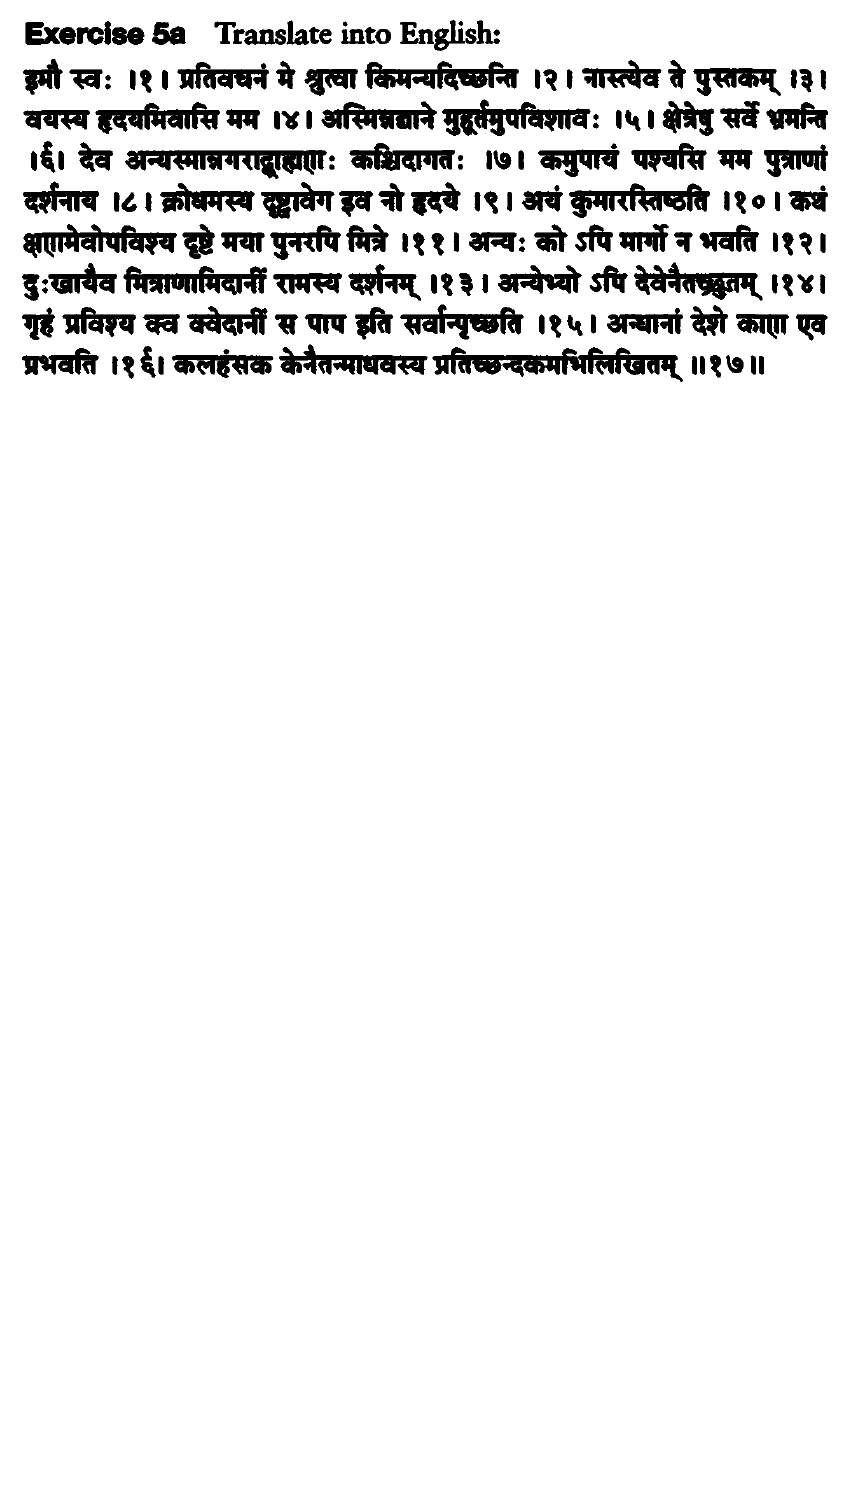 Exercise 5a Translate into English:
इमौ स्वः ।१। प्रतिवचनं मे श्रुत्वा किमन्यदिच्छन्ति ।२। नास्त्येव ते पुस्तकम् ।३।
वयस्य हृदयमिवासि मम ।४। अस्मिन्नुद्याने मुहूर्तमुपविशावः ।५। क्षेत्रेषु सर्वे भ्रमन्ति
।६। देव अन्यस्मान्नगराद्ब्राह्मणः कश्चिदागतः ।७। कमुपायं पश्यसि मम पुत्राणां
दर्शनाय ।८। क्रोधमस्य दृष्ट्वावेग इव नो हृदये ।९। अयं कुमारस्तिष्ठति ।१०। कथं
क्षणमेवोपविश्य दृष्टे मया पुनरपि मित्रे ।११। अन्यः को ऽपि मार्गो न भवति ।१२।
दुःखायैव मित्राणामिदानीं रामस्य दर्शनम् ।१३। अन्येभ्यो ऽपि देवेनैतच्छ्रुतम् ।१४।
गृहं प्रविश्य क्व क्वेदानीं स पाप इति सर्वान्पृच्छति ।१५। अन्धानां देशे काण एव
प्रभवति ।१६। कलहंसक केनैतन्माधवस्य प्रतिच्छन्दकमभिलिखितम् ॥१७॥